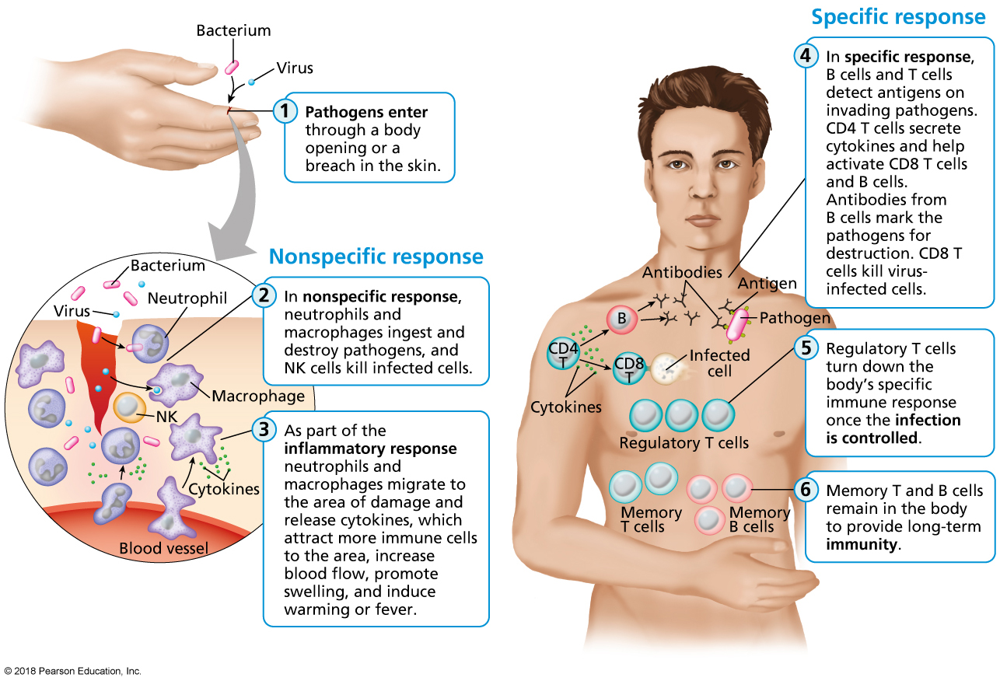 Bacterium
Virus
1
Pathogens enter
through a body
opening or a
breach in the skin.
Nonspecific response
Bacterium
Neutrophil
Virus
Macrophage
NK
Cytokines
Blood vessel
2
In nonspecific response,
neutrophils and
macrophages ingest and
destroy pathogens, and
NK cells kill infected cells.
3
As part of the
inflammatory response
neutrophils and
macrophages migrate to
the area of damage and
release cytokines, which
attract more immune cells
to the area, increase
blood flow, promote
swelling, and induce
warming or fever.
Specific response
4
In specific response,
B cells and T cells
detect antigens on
invading pathogens.
CD4 T cells secrete
cytokines and help
activate CD8 T cells
and B cells.
Antibodies from
B cells mark the
pathogens for
destruction. CD8 T
cells kill virus-
infected cells.
Antibodies
Antigen
B
Pathogen
CD4
T
CD8
T
Infected
cell
Cytokines
Regulatory T cells
5
Regulatory T cells
turn down the
body's specific
immune response
once the infection
is controlled.
Memory
T cells
Memory
B cells
6
Memory T and B cells
remain in the body
to provide long-term
immunity.
© 2018 Pearson Education, Inc.